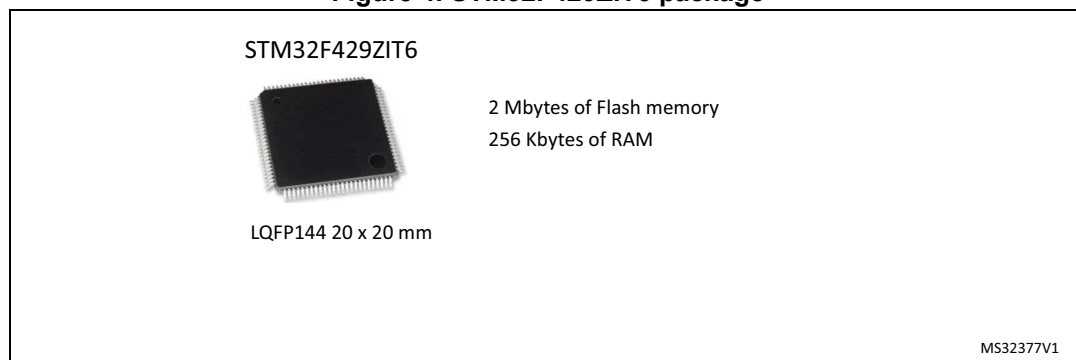 STM32F429ZIT6
2 Mbytes of Flash memory
256 Kbytes of RAM
LQFP144 20 x 20 mm
MS32377V1